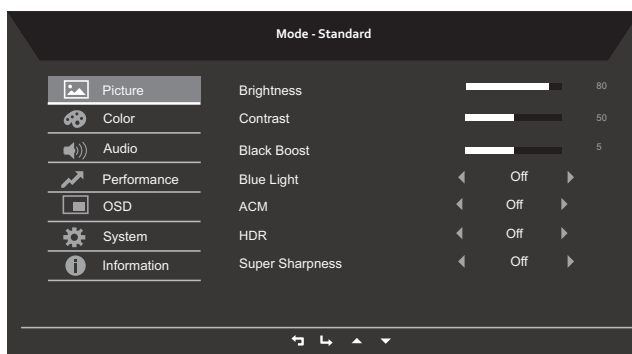 Mode - Standard
Picture
Brightness 80
Color
Contrast 50
Audio
Black Boost 5
Performance
Blue Light Off
OSD
ACM Off
System
HDR Off
Information
Super Sharpness Off